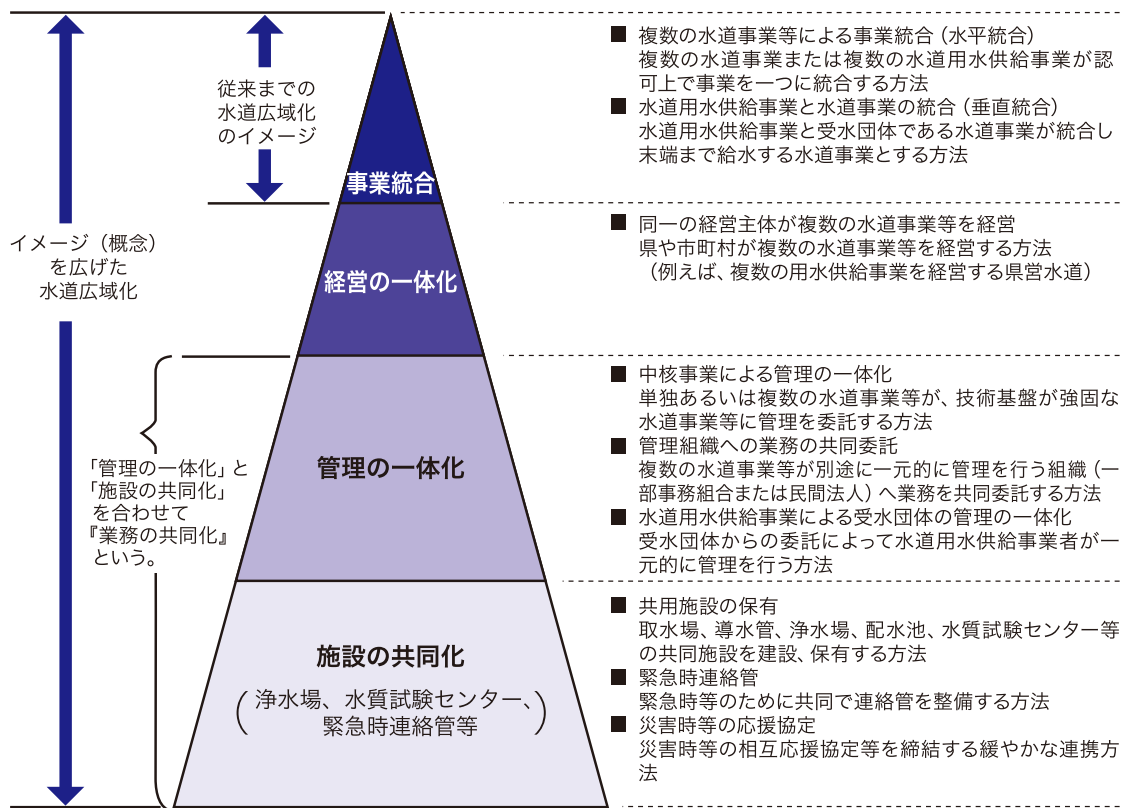 従来までの
水道広域化
のイメージ
イメージ（概念）
を広げた
水道広域化
「管理の一体化」と
「施設の共同化」
を合わせて
『業務の共同化』
という。
事業統合
経営の一体化
管理の一体化
施設の共同化
（浄水場、水質試験センター、
緊急時連絡管等）
■ 複数の水道事業等による事業統合（水平統合）
複数の水道事業または複数の水道用水供給事業が認
可上で事業を一つに統合する方法
■ 水道用水供給事業と水道事業の統合（垂直統合）
水道用水供給事業と受水団体である水道事業が統合し
末端まで給水する水道事業とする方法
■ 同一の経営主体が複数の水道事業等を経営
県や市町村が複数の水道事業等を経営する方法
（例えば、複数の用水供給事業を経営する県営水道）
■ 中核事業による管理の一体化
単独あるいは複数の水道事業等が、技術基盤が強固な
水道事業等に管理を委託する方法
■ 管理組織への業務の共同委託
複数の水道事業等が別途に一元的に管理を行う組織（一
部事務組合または民間法人）へ業務を共同委託する方法
■ 水道用水供給事業による受水団体の管理の一体化
受水団体からの委託によって水道用水供給事業者が一
元的に管理を行う方法
■ 共用施設の保有
取水場、導水管、浄水場、配水池、水質試験センター等
の共同施設を建設、保有する方法
■ 緊急時連絡管
緊急時等のために共同で連絡管を整備する方法
■ 災害時等の応援協定
災害時等の相互応援協定等を締結する緩やかな連携方
法